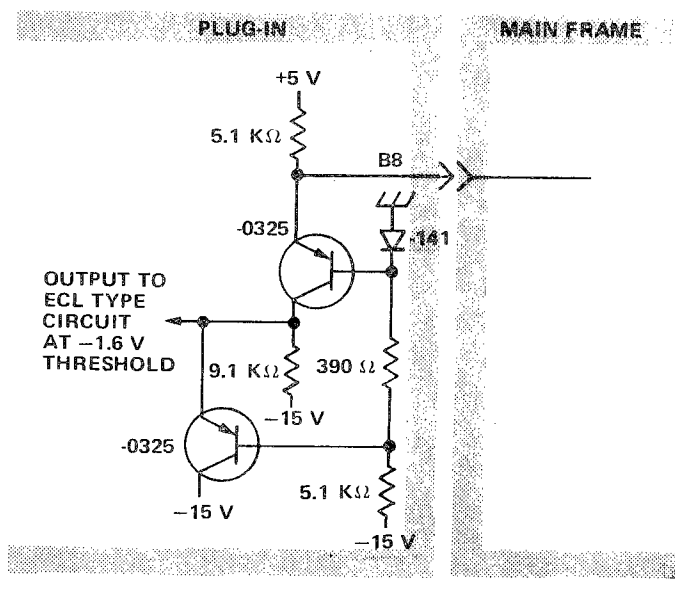 PLUG-IN
MAIN FRAME
+5 V
5.1 KΩ
B8
-0325
-141
OUTPUT TO
ECL TYPE
CIRCUIT
AT −1.6 V
THRESHOLD
9.1 KΩ
390 Ω
−15 V
-0325
5.1 KΩ
−15 V
−15 V